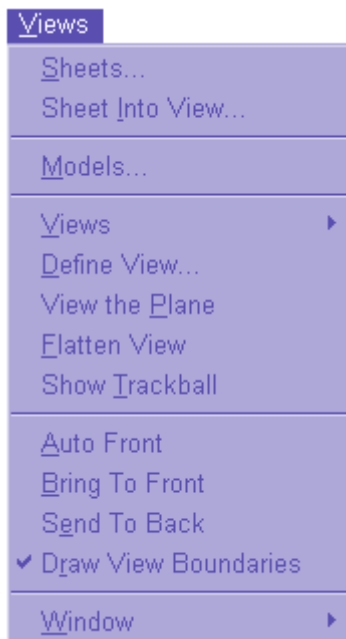 Views
Sheets...
Sheet Into View...
Models...
Views
Define View...
View the Plane
Flatten View
Show Trackball
Auto Front
Bring To Front
Send To Back
Draw View Boundaries
Window